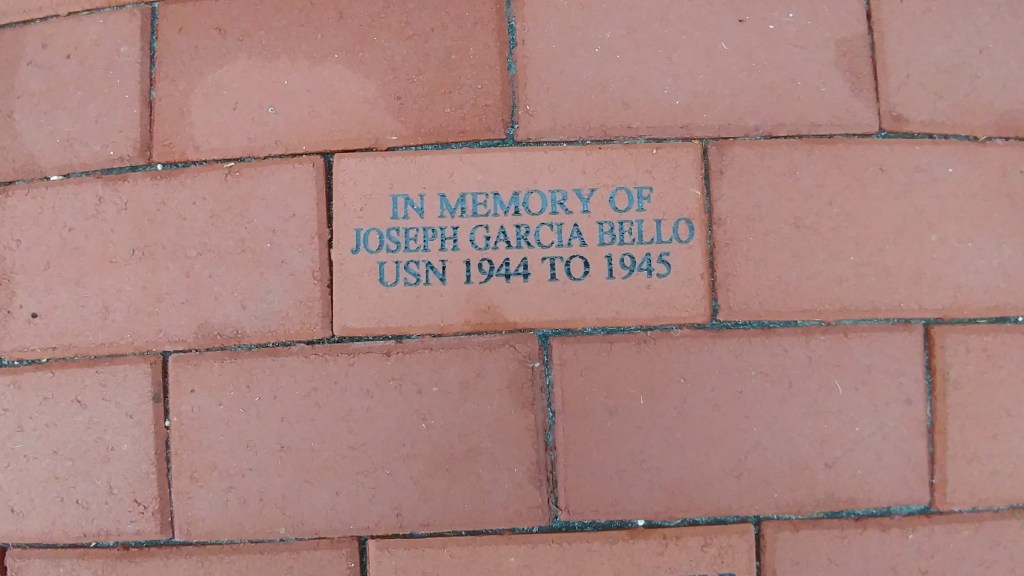 IN MEMORY OF
JOSEPH GARCIA BELLO
USN 1944 TO 1945